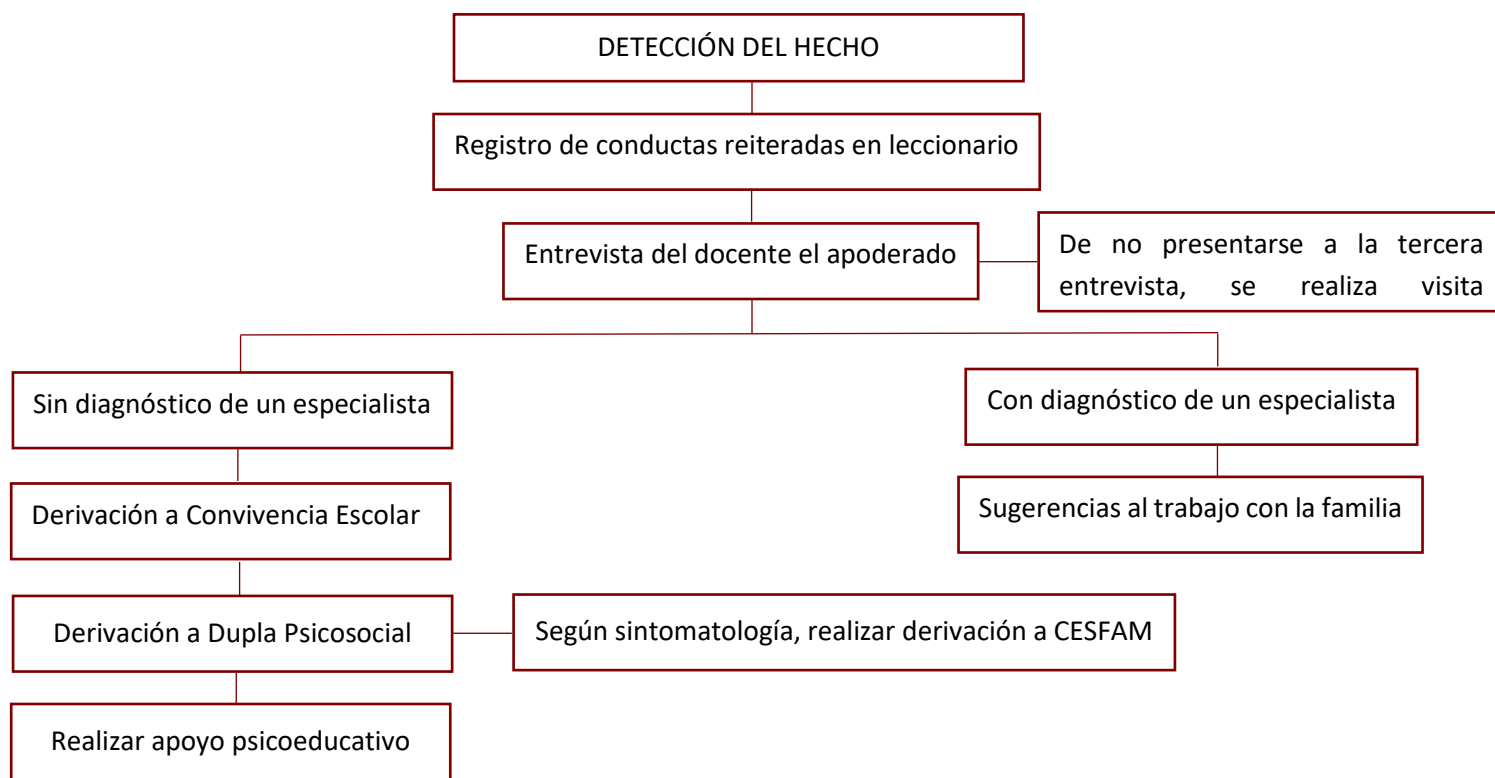 DETECCIÓN DEL HECHO
Registro de conductas reiteradas en leccionario
Entrevista del docente el apoderado
De no presentarse a la tercera
entrevista, se realiza visita
Sin diagnóstico de un especialista
Con diagnóstico de un especialista
Derivación a Convivencia Escolar
Sugerencias al trabajo con la familia
Derivación a Dupla Psicosocial
Según sintomatología, realizar derivación a CESFAM
Realizar apoyo psicoeducativo